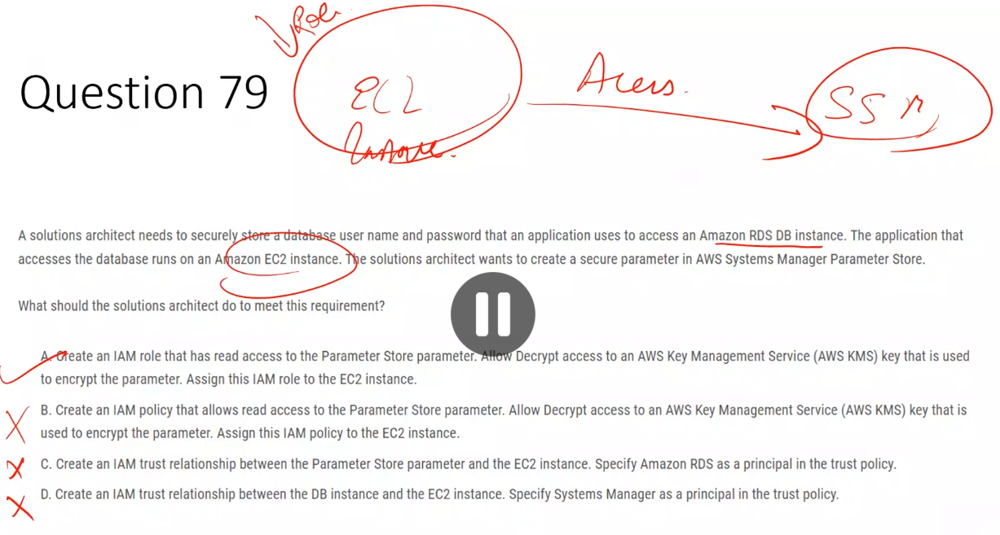 Role
Question 79
EC2
Instance.
Acess.
SSM
A solutions architect needs to securely store a database user name and password that an application uses to access an Amazon RDS DB instance. The application that
accesses the database runs on an Amazon EC2 instance. The solutions architect wants to create a secure parameter in AWS Systems Manager Parameter Store.
What should the solutions architect do to meet this requirement?
A. Create an IAM role that has read access to the Parameter Store parameter. Allow Decrypt access to an AWS Key Management Service (AWS KMS) key that is used
to encrypt the parameter. Assign this IAM role to the EC2 instance.
B. Create an IAM policy that allows read access to the Parameter Store parameter. Allow Decrypt access to an AWS Key Management Service (AWS KMS) key that is
used to encrypt the parameter. Assign this IAM policy to the EC2 instance.
C. Create an IAM trust relationship between the Parameter Store parameter and the EC2 instance. Specify Amazon RDS as a principal in the trust policy.
D. Create an IAM trust relationship between the DB instance and the EC2 instance. Specify Systems Manager as a principal in the trust policy.